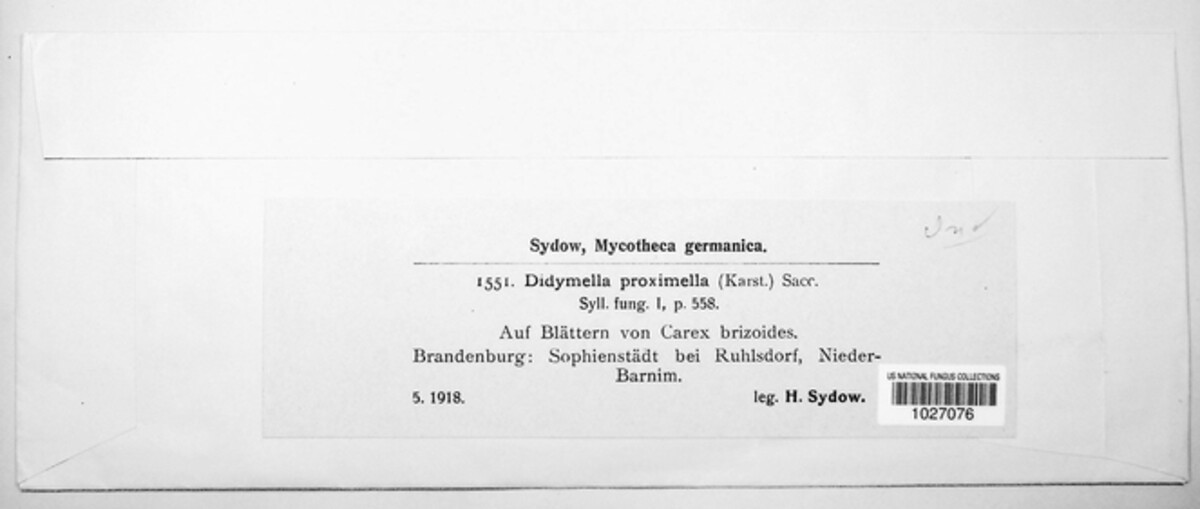 Sydow, Mycotheca germanica.
1551. Didymella proximella (Karst.) Sacc.
Syll. fung. I, p. 558.
Auf Blättern von Carex brizoides.
Brandenburg: Sophienstädt bei Ruhlsdorf, Nieder-
Barnim.
5. 1918. leg. H. Sydow.
US NATIONAL FUNGUS COLLECTIONS
1027076